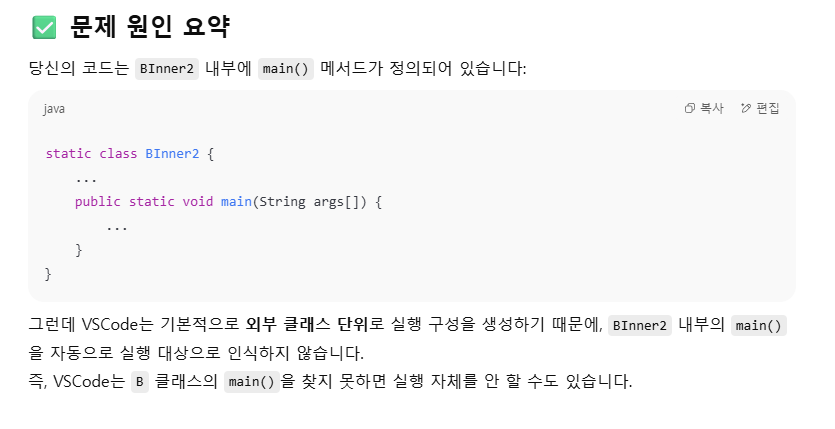 ✅ 문제 원인 요약
당신의 코드는 BInner2 내부에 main() 메서드가 정의되어 있습니다:
java 복사 편집
static class BInner2 {
    ...
    public static void main(String args[]) {
        ...
    }
}
그런데 VSCode는 기본적으로 외부 클래스 단위로 실행 구성을 생성하기 때문에, BInner2 내부의 main()
을 자동으로 실행 대상으로 인식하지 않습니다.
즉, VSCode는 B 클래스의 main()을 찾지 못하면 실행 자체를 안 할 수도 있습니다.